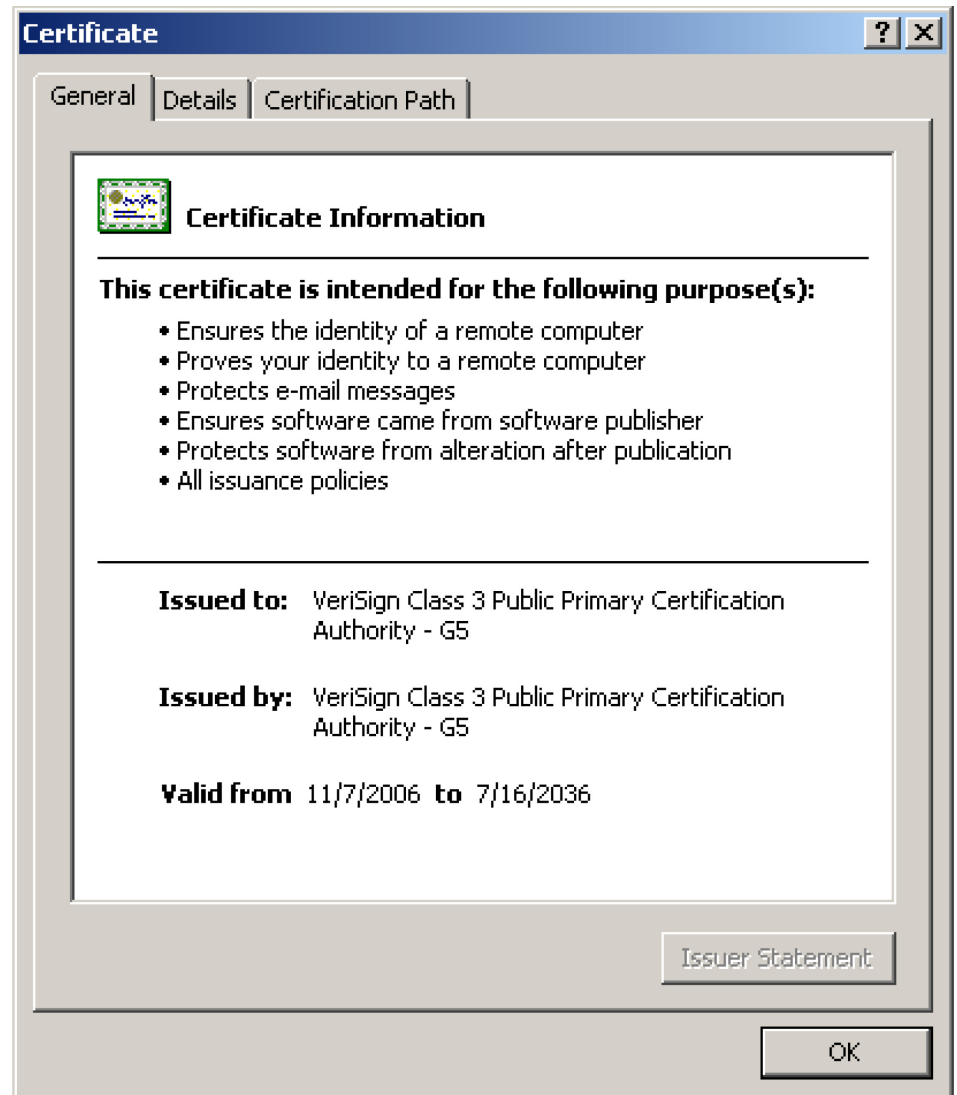 Certificate
General Details Certification Path
Certificate Information
This certificate is intended for the following purpose(s):
• Ensures the identity of a remote computer
• Proves your identity to a remote computer
• Protects e-mail messages
• Ensures software came from software publisher
• Protects software from alteration after publication
• All issuance policies
Issued to: VeriSign Class 3 Public Primary Certification
Authority - G5
Issued by: VeriSign Class 3 Public Primary Certification
Authority - G5
Valid from 11/7/2006 to 7/16/2036
Issuer Statement
OK